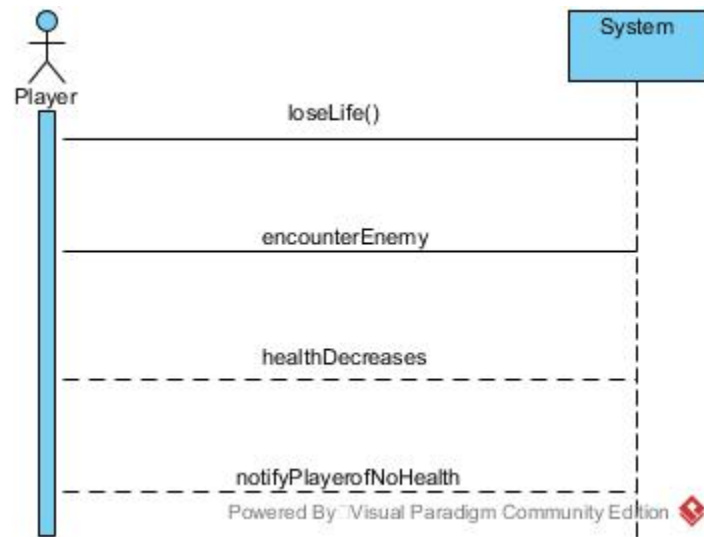 System
Player
loseLife()
encounterEnemy
healthDecreases
notifyPlayerofNoHealth
Powered By Visual Paradigm Community Edition